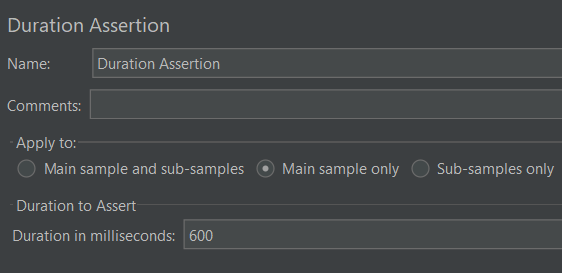 Duration Assertion
Name: Duration Assertion
Comments:
Apply to:
Main sample and sub-samples Main sample only Sub-samples only
Duration to Assert
Duration in milliseconds: 600